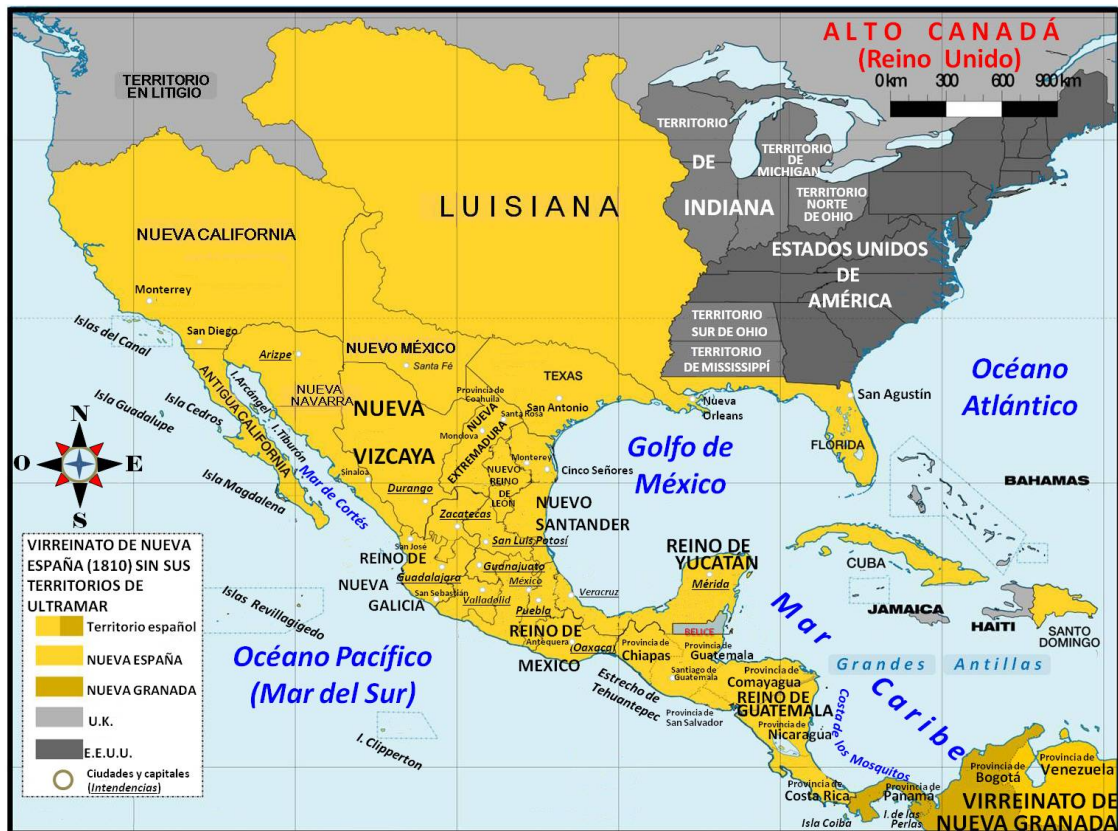 ALTO CANADÁ
(Reino Unido)
0 km 300 600 900 km
TERRITORIO
EN LITIGIO
TERRITORIO
DE
INDIANA
TERRITORIO
DE
MICHIGAN
TERRITORIO
NORTE
DE OHIO
LUISIANA
NUEVA CALIFORNIA
ESTADOS UNIDOS
DE
AMÉRICA
Monterrey
San Diego
Islas del Canal
TERRITORIO
SUR DE OHIO
TERRITORIO
DE MISSISSIPPÍ
Arizpe
NUEVO MÉXICO
Santa Fé
TEXAS
San Antonio
NUEVA
NAVARRA
Provincia de
Coahuila
Santa Rosa
Nueva
Orleans
San Agustín
FLORIDA
Océano
Atlántico
Isla Guadalupe
Isla Cedros
ANTIGUA CALIFORNIA
I. Arcángel
I. Tiburón
Mar de Cortés
Isla Magdalena
NUEVA
VIZCAYA
NUEVA
EXTREMADURA
Mondova
Monterey
NUEVO
REINO
DE
LEÓN
Cinco Señores
Golfo de
México
BAHAMAS
N
O
E
S
Sinaloa
Durango
Zacatecas
San Luis Potosí
NUEVO
SANTANDER
VIRREINATO DE NUEVA
ESPAÑA (1810) SIN SUS
TERRITORIOS DE
ULTRAMAR
Territorio español
NUEVA ESPAÑA
NUEVA GRANADA
U.K.
E.E.U.U.
Ciudades y capitales
(Intendencias)
San José
REINO DE
NUEVA
GALICIA
Guadalajara
San Sebastián
Guanajuato
Valladolid
México
Puebla
Veracruz
REINO DE
MEXICO
Antequera
(Oaxaca)
REINO DE
YUCATÁN
Mérida
BELICE
Islas Revillagigedo
Océano Pacífico
(Mar del Sur)
I. Clipperton
Estrecho de
Tehuantepec
Provincia de
Chiapas
Provincia de
Guatemala
Santiago de
Guatemala
Provincia de
Comayagua
REINO DE
GUATEMALA
Provincia de
San Salvador
Provincia de
Nicaragua
Costa de los Mosquitos
CUBA
JAMAICA
HAITI
SANTO
DOMINGO
Grandes Antillas
Mar Caribe
Provincia de
Costa Rica
Isla Coiba
Provincia de
Panamá
I. de las
Perlas
Provincia de
Bogotá
Provincia de
Venezuela
VIRREINATO DE
NUEVA GRANADA